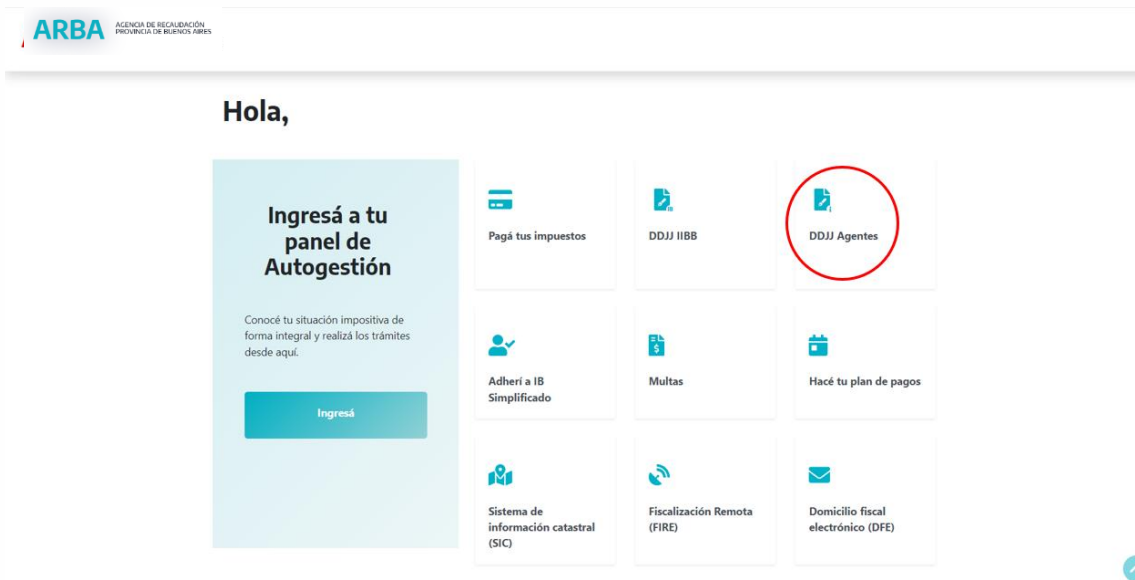 ARBA
AGENCIA DE RECAUDACIÓN
PROVINCIA DE BUENOS AIRES
Hola,
Ingresá a tu
panel de
Autogestión
Conocé tu situación impositiva de
forma integral y realizá los trámites
desde aquí.
Ingresá
Pagá tus impuestos
DDJJ IIBB
DDJJ Agentes
Adherí a IB
Simplificado
Multas
Hacé tu plan de pagos
Sistema de
información catastral
(SIC)
Fiscalización Remota
(FIRE)
Domicilio fiscal
electrónico (DFE)